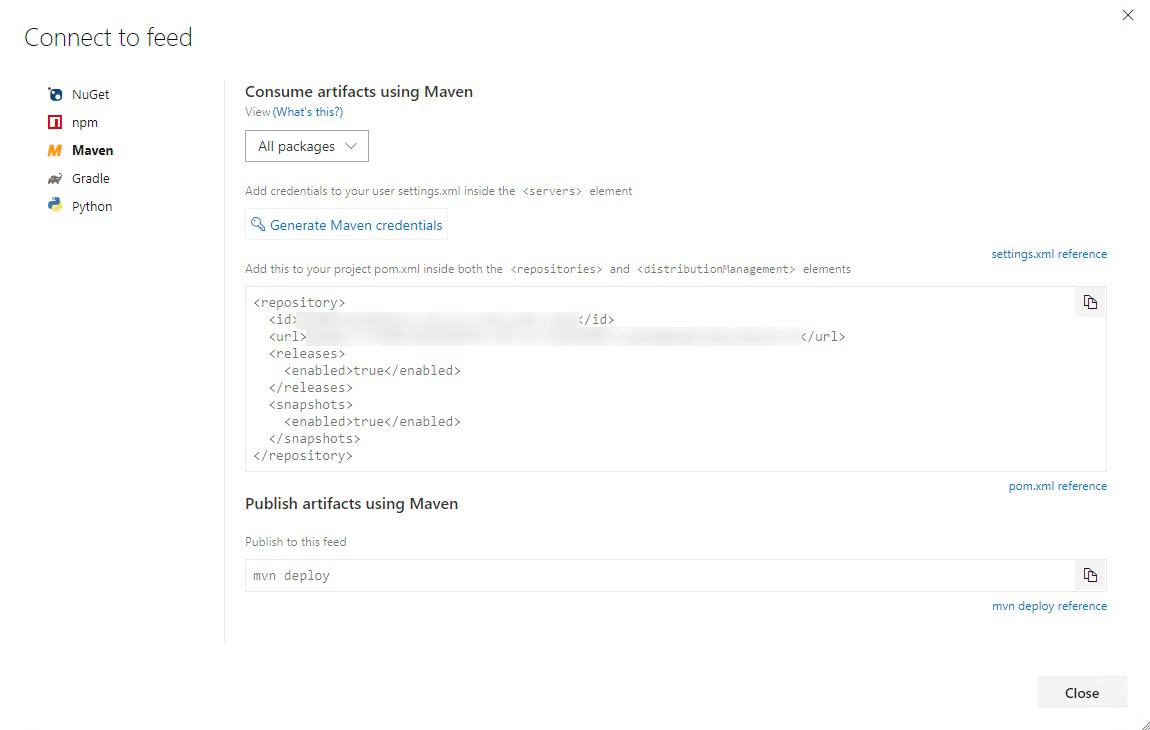 Connect to feed
NuGet
npm
Maven
Gradle
Python
Consume artifacts using Maven
View (What's this?)
All packages
Add credentials to your user settings.xml inside the <servers> element
Generate Maven credentials
settings.xml reference
Add this to your project pom.xml inside both the <repositories> and <distributionManagement> elements
<repository>
<id></id>
<url></url>
<releases>
<enabled>true</enabled>
</releases>
<snapshots>
<enabled>true</enabled>
</snapshots>
</repository>
pom.xml reference
Publish artifacts using Maven
Publish to this feed
mvn deploy
mvn deploy reference
Close